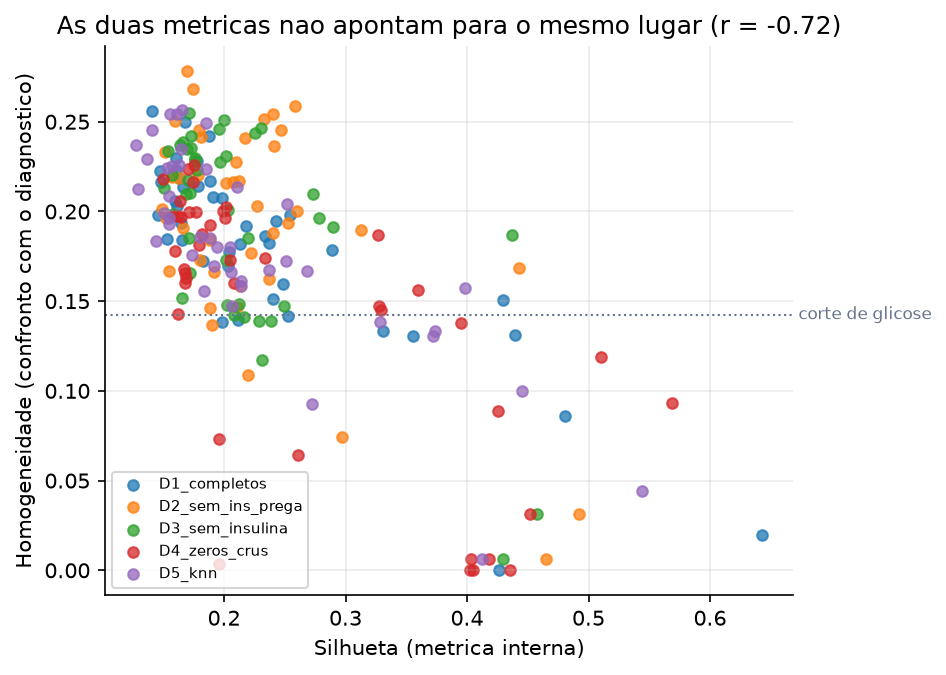 As duas metricas nao apontam para o mesmo lugar (r = -0.72)
Homogeneidade (confronto com o diagnostico)
0.25
0.20
0.15
0.10
0.05
0.00
corte de glicose
D1_completos
D2_sem_ins_prega
D3_sem_insulina
D4_zeros_crus
D5_knn
0.2 0.3 0.4 0.5 0.6
Silhueta (metrica interna)